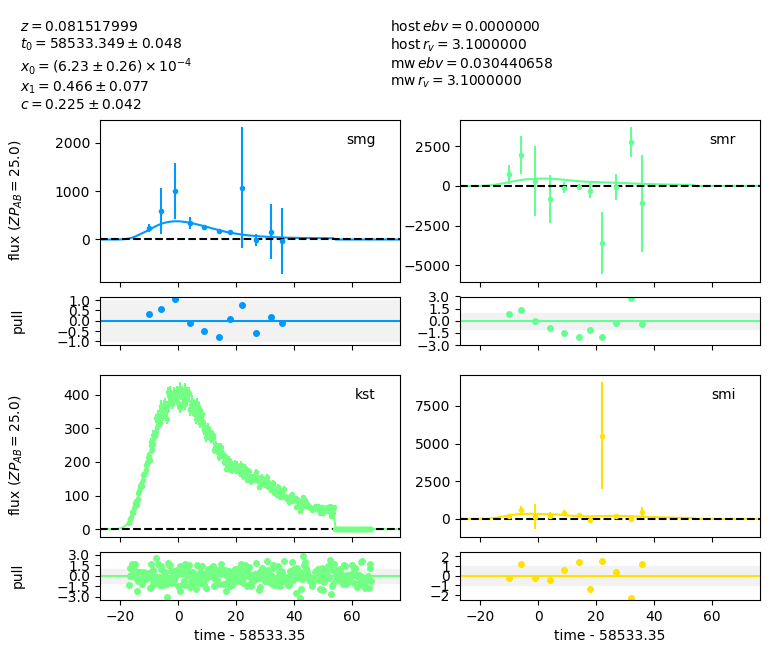 z = 0.081517999
t₀ = 58533.349 ± 0.048
x₀ = (6.23 ± 0.26) × 10⁻⁴
x₁ = 0.466 ± 0.077
c = 0.225 ± 0.042
host ebv = 0.0000000
host r_v = 3.1000000
mw ebv = 0.030440658
mw r_v = 3.1000000
flux (ZP_AB = 25.0)
2000
1000
0
smg
2500
0
−2500
−5000
smr
pull
1.0
0.5
0.0
−0.5
−1.0
3.0
1.5
0.0
−1.5
−3.0
flux (ZP_AB = 25.0)
400
300
200
100
0
kst
7500
5000
2500
0
smi
pull
3.0
1.5
0.0
−1.5
−3.0
2
1
0
−1
−2
−20 0 20 40 60
time - 58533.35
−20 0 20 40 60
time - 58533.35